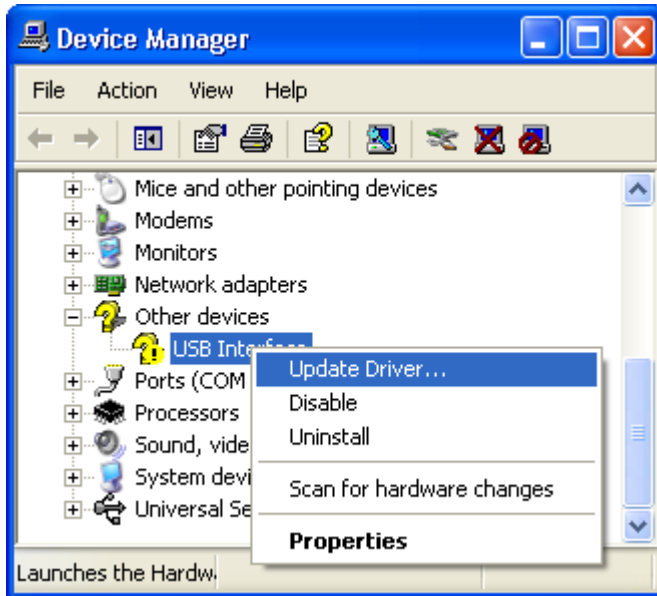 Device Manager
File Action View Help
Mice and other pointing devices
Modems
Monitors
Network adapters
Other devices
USB Interface
Update Driver...
Ports (COM
Disable
Processors
Uninstall
Sound, vide
System devi
Scan for hardware changes
Universal Se
Properties
Launches the Hardw